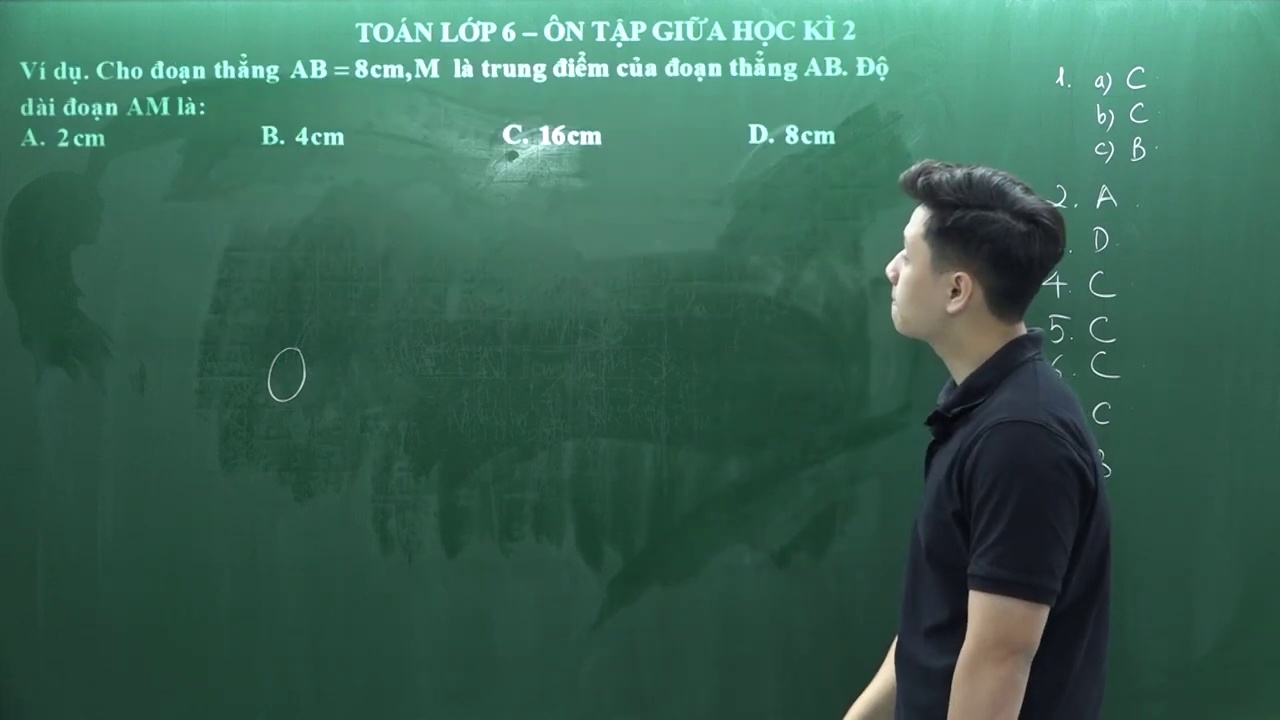 TOÁN LỚP 6 – ÔN TẬP GIỮA HỌC KÌ 2
Ví dụ. Cho đoạn thẳng AB = 8cm, M là trung điểm của đoạn thẳng AB. Độ
dài đoạn AM là:
A. 2cm B. 4cm C. 16cm D. 8cm
1. a) C
b) C
c) B
2. A
D
4. C
5. C
C
C